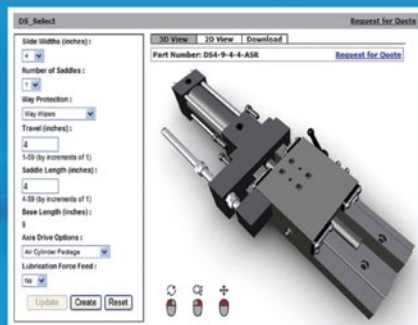 DS_Select
Request for Quote
Slide Widths (inches) :
4
Number of Saddles :
1
Way Protection :
Way Wipers
Travel (inches) :
4
1-59 (by increments of 1)
Saddle Length (inches) :
4
4-59 (by increments of 1)
Base Length (inches) :
9
Axis Drive Options :
Air Cylinder Package
Lubrication Force Feed :
No
Update Create Reset
3D View 2D View Download
Part Number: DS4-9-4-4-ASR Request for Quote